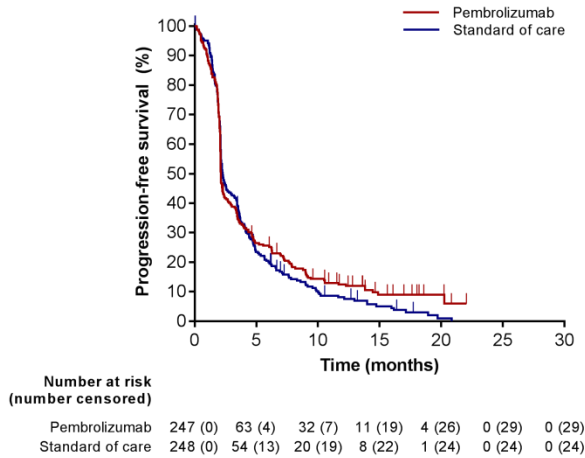 Pembrolizumab
Standard of care
Progression-free survival (%)
100
90
80
70
60
50
40
30
20
10
0
0 5 10 15 20 25 30
Time (months)
Number at risk
(number censored)
Pembrolizumab 247 (0) 63 (4) 32 (7) 11 (19) 4 (26) 0 (29) 0 (29)
Standard of care 248 (0) 54 (13) 20 (19) 8 (22) 1 (24) 0 (24) 0 (24)